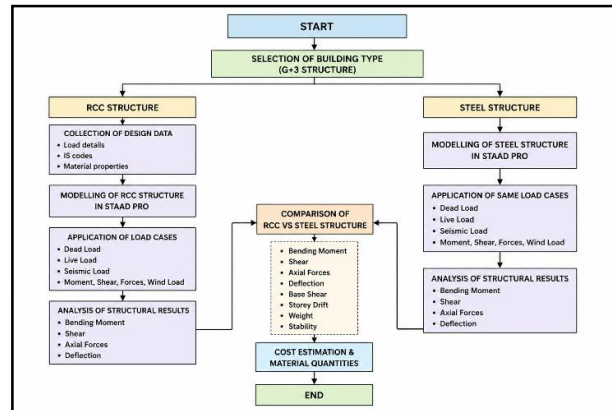 START
SELECTION OF BUILDING TYPE
(G+3 STRUCTURE)
RCC STRUCTURE
COLLECTION OF DESIGN DATA
• Load details
• IS codes
• Material properties
MODELLING OF RCC STRUCTURE
IN STAAD PRO
APPLICATION OF LOAD CASES
• Dead Load
• Live Load
• Seismic Load
• Moment, Shear, Forces, Wind Load
ANALYSIS OF STRUCTURAL RESULTS
• Bending Moment
• Shear
• Axial Forces
• Deflection
STEEL STRUCTURE
MODELLING OF STEEL STRUCTURE
IN STAAD PRO
APPLICATION OF SAME LOAD CASES
• Dead Load
• Live Load
• Seismic Load
• Moment, Shear, Forces, Wind Load
ANALYSIS OF STRUCTURAL RESULTS
• Bending Moment
• Shear
• Axial Forces
• Deflection
COMPARISON OF
RCC VS STEEL STRUCTURE
• Bending Moment
• Shear
• Axial Forces
• Deflection
• Base Shear
• Storey Drift
• Weight
• Stability
COST ESTIMATION &
MATERIAL QUANTITIES
END